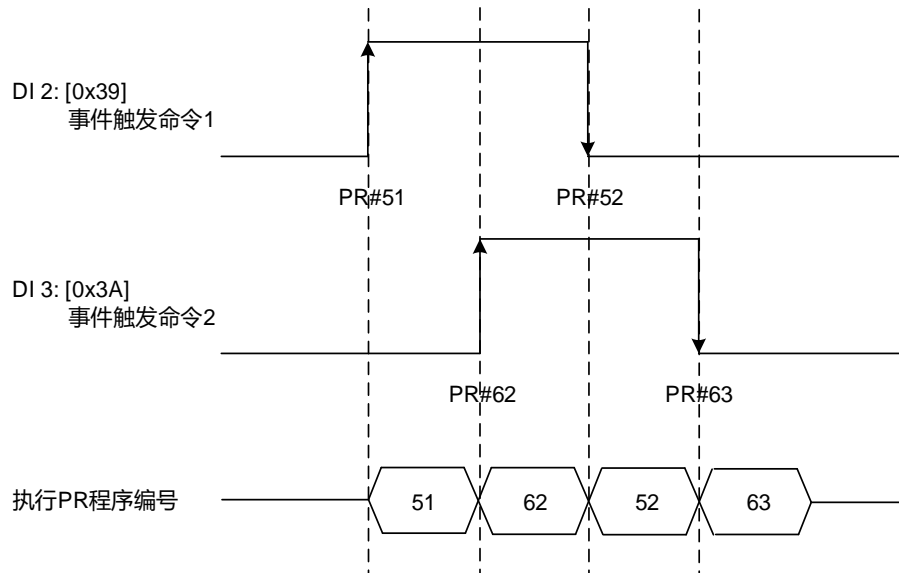 DI 2: [0x39]
事件触发命令1
PR#51
PR#52
DI 3: [0x3A]
事件触发命令2
PR#62
PR#63
执行PR程序编号
51
62
52
63